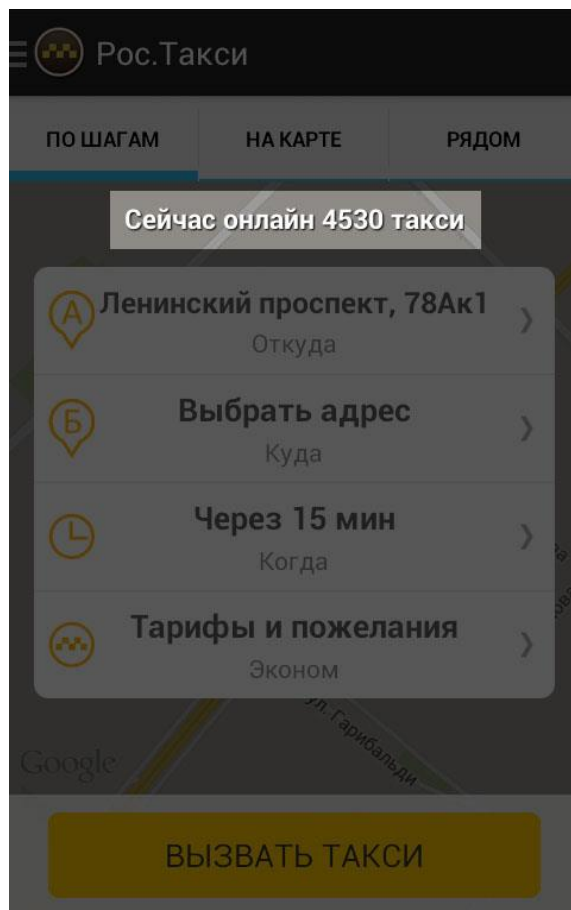 Рос.Такси
ПО ШАГАМ НА КАРТЕ РЯДОМ
Сейчас онлайн 4530 такси
А Ленинский проспект, 78Ак1
Откуда
Б Выбрать адрес
Куда
Через 15 мин
Когда
Тарифы и пожелания
Эконом
ул. Гарибальди
Google
ВЫЗВАТЬ ТАКСИ